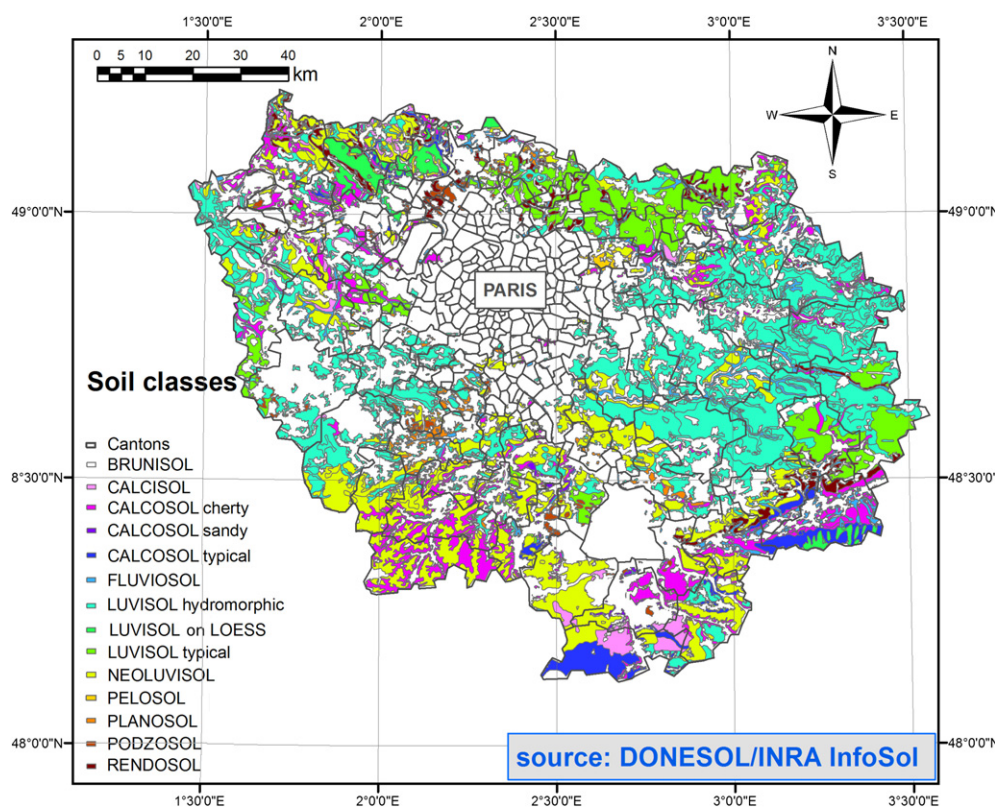 1°30'0"E 2°0'0"E 2°30'0"E 3°0'0"E 3°30'0"E
0 5 10 20 30 40
km
N
W E
S
49°0'0"N 49°0'0"N
PARIS
Soil classes
Cantons
BRUNISOL
8°3'0"N 48°30'0"N
CALCISOL
CALCOSOL cherty
CALCOSOL sandy
CALCOSOL typical
FLUVIOSOL
LUVISOL hydromorphic
LUVISOL on LOESS
LUVISOL typical
NEOLUVISOL
PELOSOL
PLANOSOL
48°0'0"N PODZOSOL 48°0'0"N
RENDOSOL
source: DONESOL/INRA InfoSol
1°30'0"E 2°0'0"E 2°30'0"E 3°0'0"E 3°30'0"E